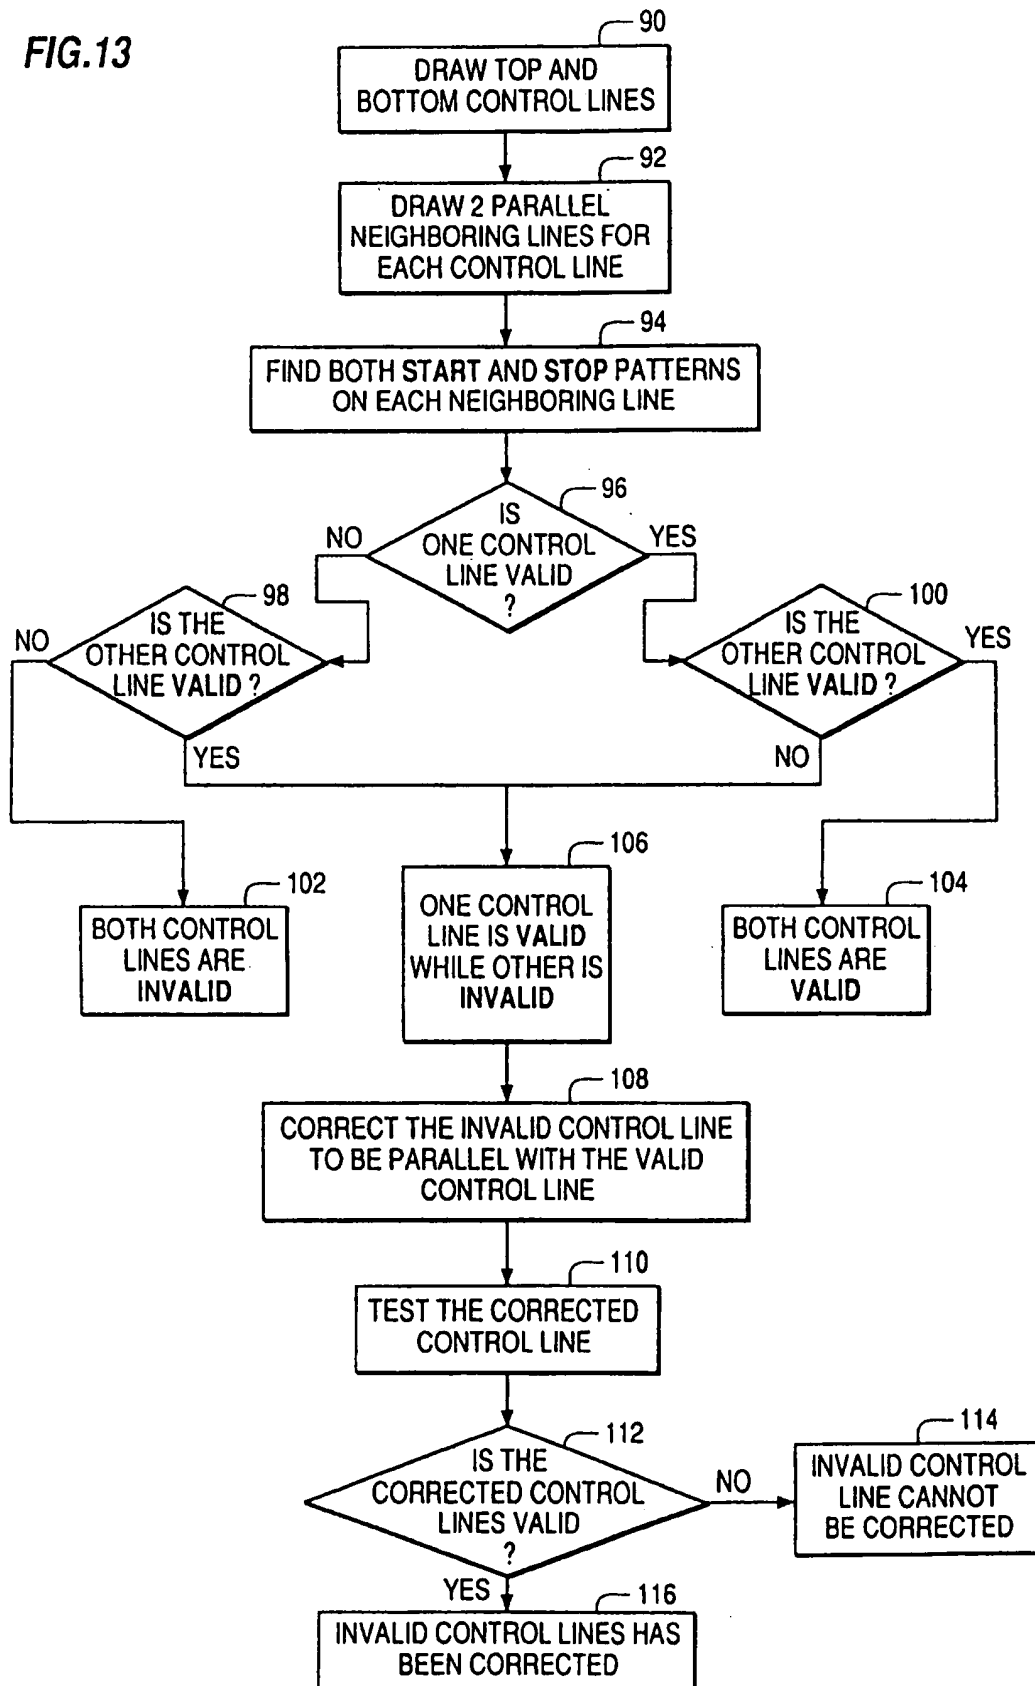 FIG.13
90
DRAW TOP AND
BOTTOM CONTROL LINES
92
DRAW 2 PARALLEL
NEIGHBORING LINES FOR
EACH CONTROL LINE
94
FIND BOTH START AND STOP PATTERNS
ON EACH NEIGHBORING LINE
96
IS
ONE CONTROL
LINE VALID
?
NO
YES
98
IS THE
OTHER CONTROL
LINE VALID ?
NO
YES
100
IS THE
OTHER CONTROL
LINE VALID ?
YES
NO
102
BOTH CONTROL
LINES ARE
INVALID
106
ONE CONTROL
LINE IS VALID
WHILE OTHER IS
INVALID
104
BOTH CONTROL
LINES ARE
VALID
108
CORRECT THE INVALID CONTROL LINE
TO BE PARALLEL WITH THE VALID
CONTROL LINE
110
TEST THE CORRECTED
CONTROL LINE
112
IS THE
CORRECTED CONTROL
LINES VALID
?
NO
114
INVALID CONTROL
LINE CANNOT
BE CORRECTED
YES
116
INVALID CONTROL LINES HAS
BEEN CORRECTED